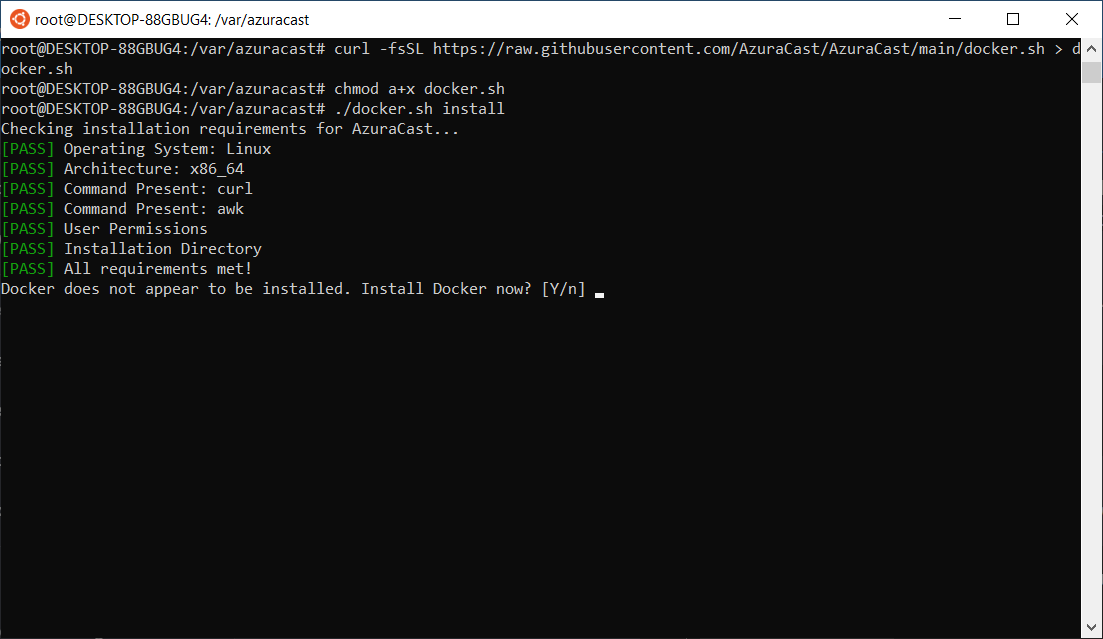 root@DESKTOP-88GBUG4: /var/azuracast
root@DESKTOP-88GBUG4:/var/azuracast# curl -fsSL https://raw.githubusercontent.com/AzuraCast/AzuraCast/main/docker.sh > d
ocker.sh
root@DESKTOP-88GBUG4:/var/azuracast# chmod a+x docker.sh
root@DESKTOP-88GBUG4:/var/azuracast# ./docker.sh install
Checking installation requirements for AzuraCast...
[PASS] Operating System: Linux
[PASS] Architecture: x86_64
[PASS] Command Present: curl
[PASS] Command Present: awk
[PASS] User Permissions
[PASS] Installation Directory
[PASS] All requirements met!
Docker does not appear to be installed. Install Docker now? [Y/n]